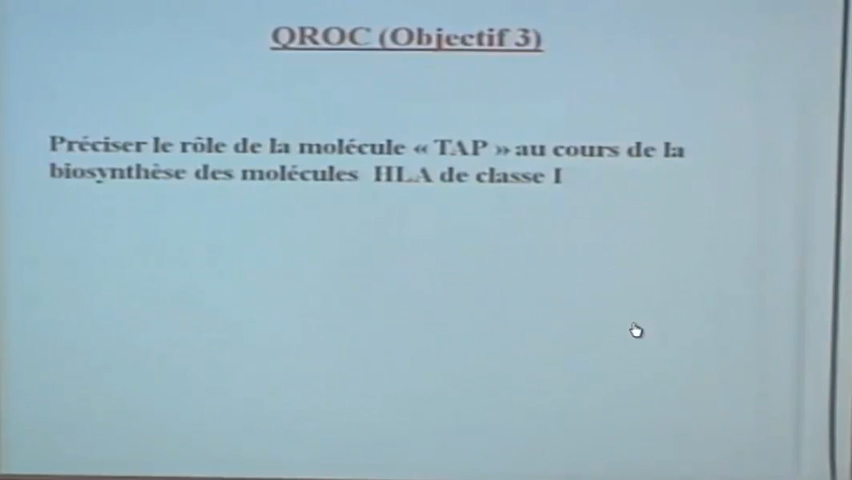 QROC (Objectif 3)
Préciser le rôle de la molécule « TAP » au cours de la
biosynthèse des molécules HLA de classe I